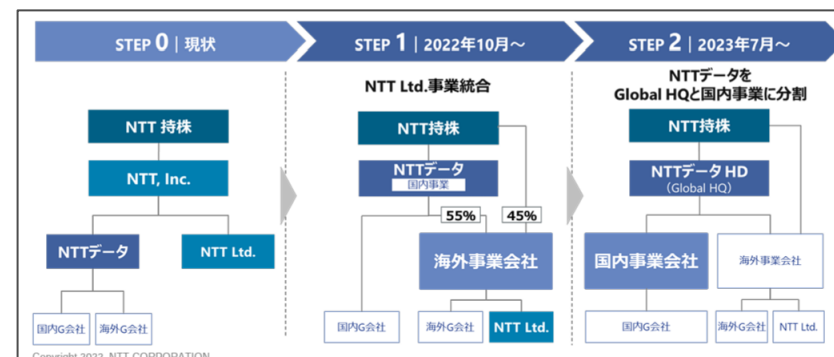 STEP 0 | 現状
STEP 1 | 2022年10月～
STEP 2 | 2023年7月～
NTT 持株
NTT, Inc.
NTTデータ
NTT Ltd.
国内G会社
海外G会社
NTT Ltd.事業統合
NTT持株
NTTデータ
国内事業
55%
45%
海外事業会社
国内G会社
海外G会社
NTT Ltd.
NTTデータを
Global HQと国内事業に分割
NTT持株
NTTデータ HD
（Global HQ）
国内事業会社
海外事業会社
国内G会社
海外G会社
NTT Ltd.
Copyright 2022 NTT CORPORATION